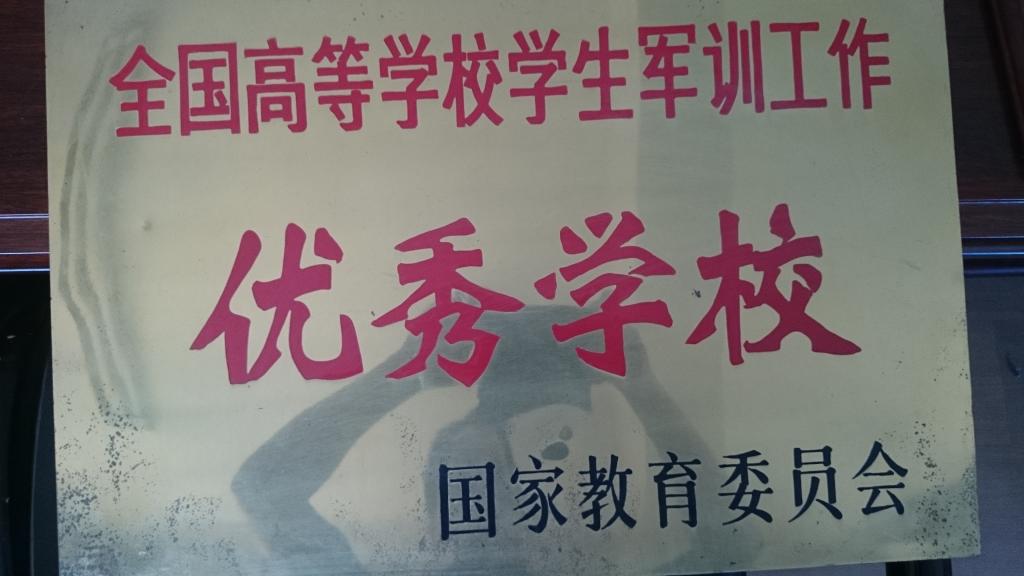 全国高等学校学生军训工作
优秀学校
国家教育委员会